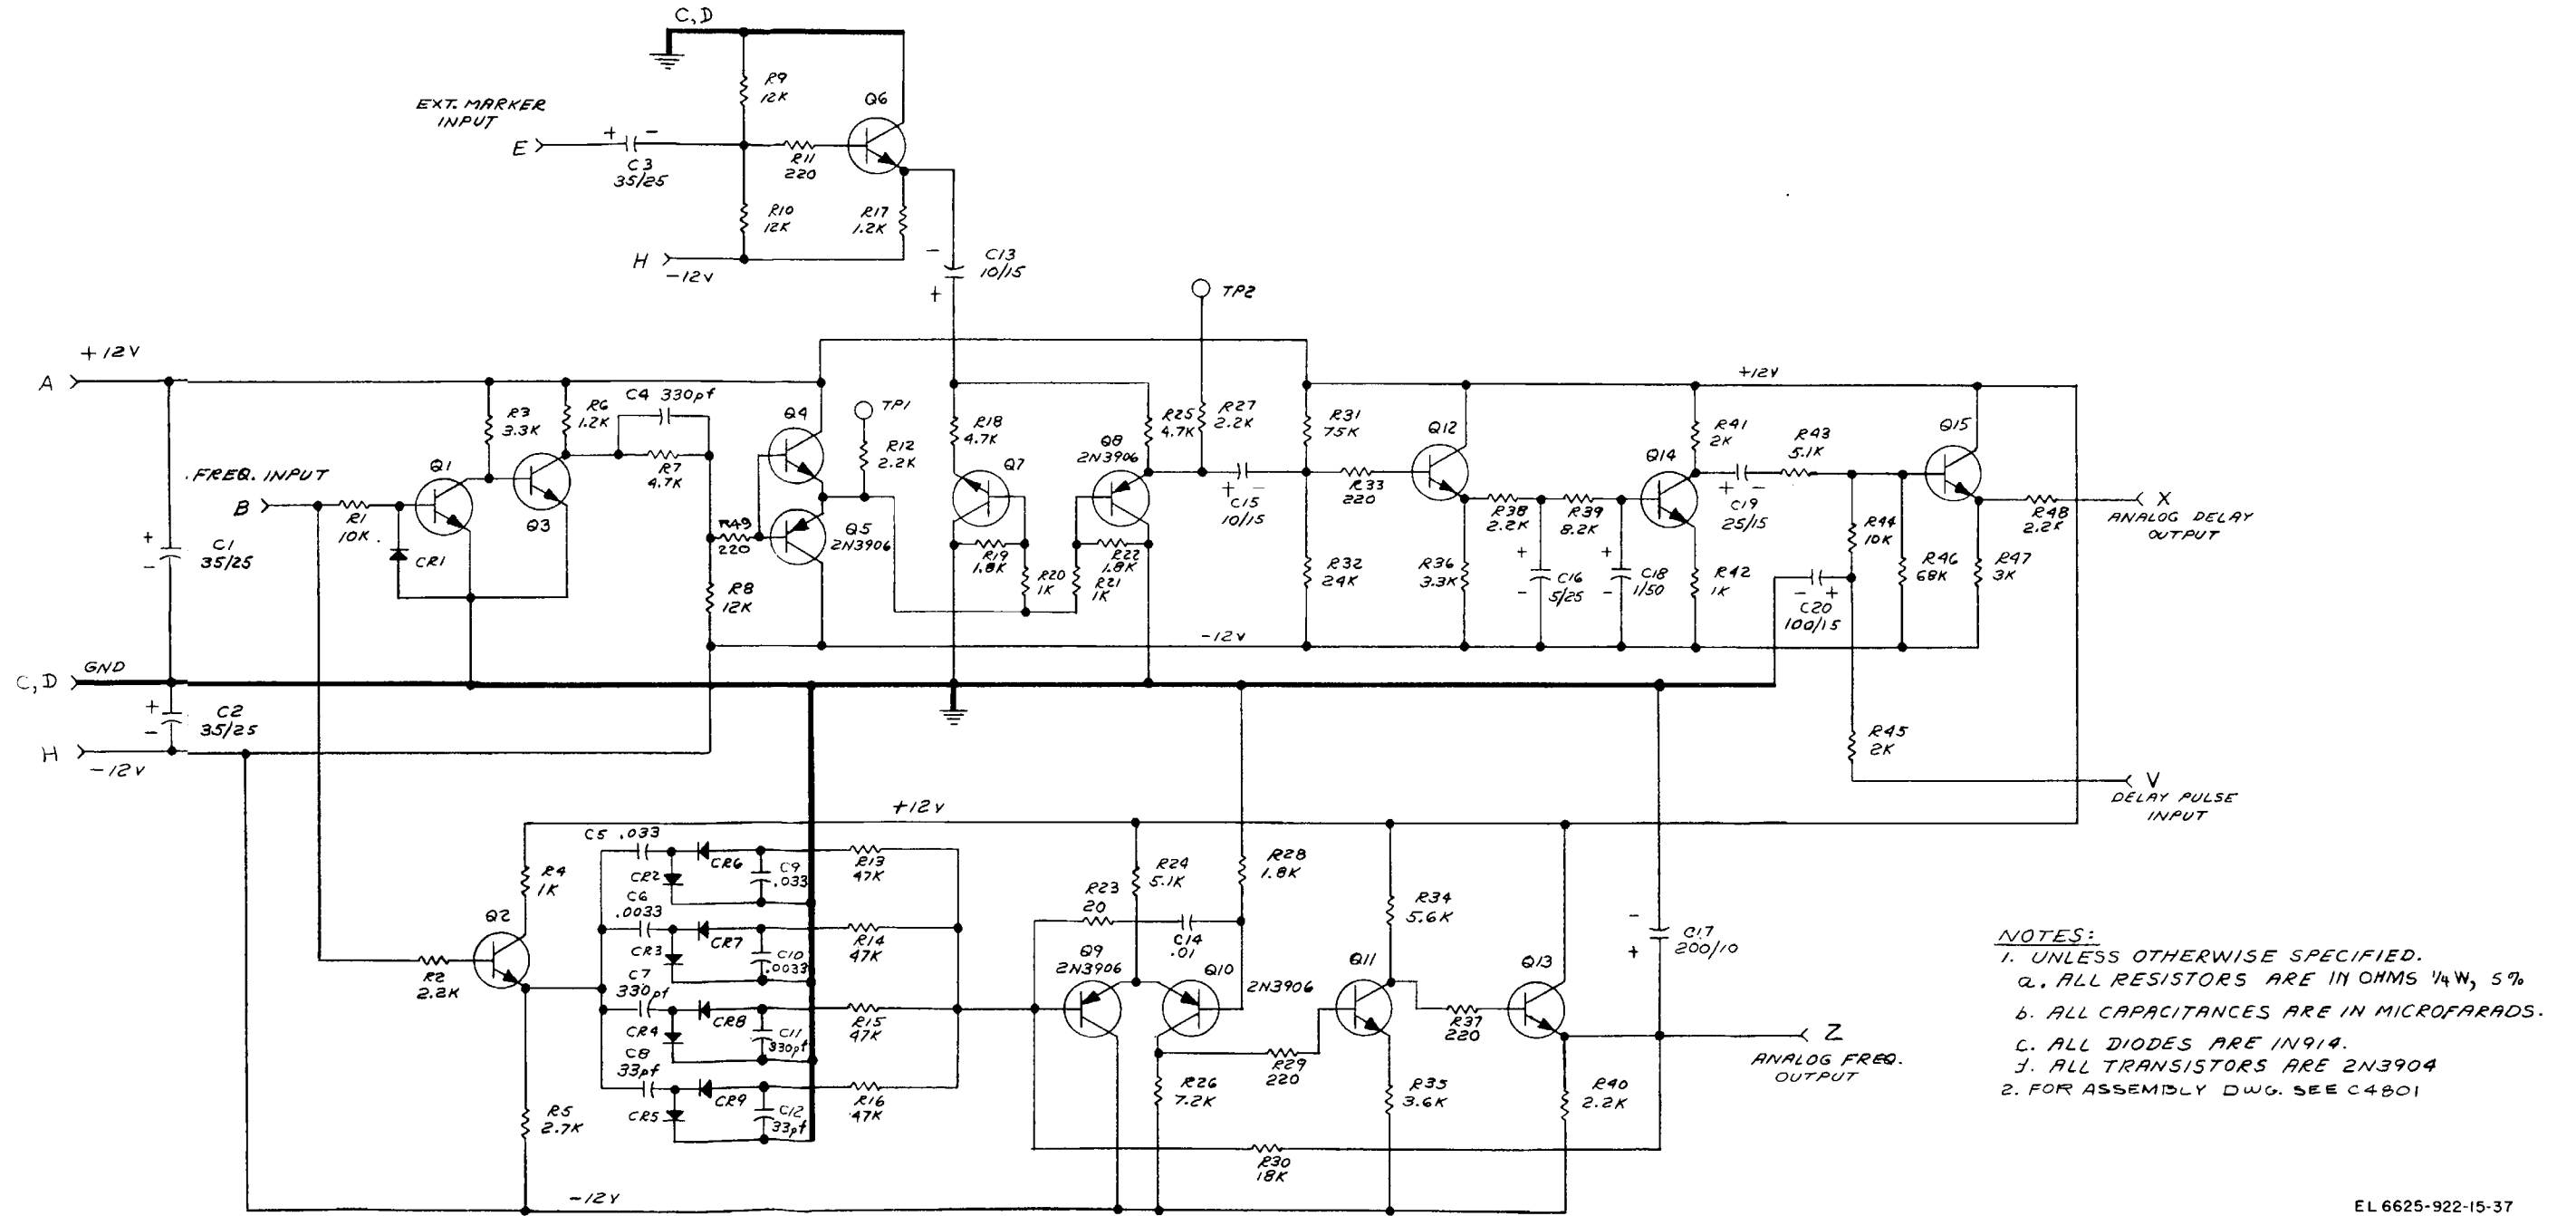 C,D
R9
12K
Q6
EXT. MARKER
INPUT
E
+ -
C3
35/25
R11
220
R10
12K
R17
1.2K
H
-12V
-
C13
10/15
+
TP2
+12V
A
+12V
C4 330pf
R3
3.3K
R6
1.2K
Q4
TP1
R12
2.2K
R18
4.7K
R25
4.7K
R27
2.2K
R31
75K
Q12
R41
2K
R43
5.1K
Q15
FREQ. INPUT
B
Q1
R7
4.7K
Q7
Q8
2N3906
Q14
R1
10K
Q3
R49
220
Q5
2N3906
+ -
C15
10/15
R33
220
R38
2.2K
R39
8.2K
+ -
C19
25/15
R44
10K
R48
2.2K
X
ANALOG DELAY
OUTPUT
+
-
C1
35/25
CR1
R8
12K
R19
1.8K
R20
1K
R22
1.8K
R21
1K
R32
24K
R36
3.3K
+
-
C16
5/25
+
-
C18
1/50
R42
1K
- +
C20
100/15
R46
68K
R47
3K
-12V
GND
C,D
+
-
C2
35/25
H
-12V
R45
2K
V
DELAY PULSE
INPUT
+12V
C5 .033
CR6
R13
47K
R4
1K
CR2
C9
.033
R24
5.1K
R28
1.8K
C6
.0033
R23
20
R34
5.6K
Q2
CR7
R14
47K
CR3
C10
.0033
C14
.01
-
+
C17
200/10
R2
2.2K
C7
330pf
Q9
2N3906
Q10
2N3906
Q11
Q13
CR8
R15
47K
CR4
C11
330pf
R37
220
Z
ANALOG FREQ.
OUTPUT
C8
33pf
R29
220
CR9
R16
47K
CR5
C12
33pf
R26
7.2K
R35
3.6K
R40
2.2K
R5
2.7K
R30
18K
-12V
NOTES:
1. UNLESS OTHERWISE SPECIFIED.
a. ALL RESISTORS ARE IN OHMS 1/4 W, 5%
b. ALL CAPACITANCES ARE IN MICROFARADS.
c. ALL DIODES ARE IN914.
d. ALL TRANSISTORS ARE 2N3904
2. FOR ASSEMBLY DWG. SEE C4801
EL 6625-922-15-37